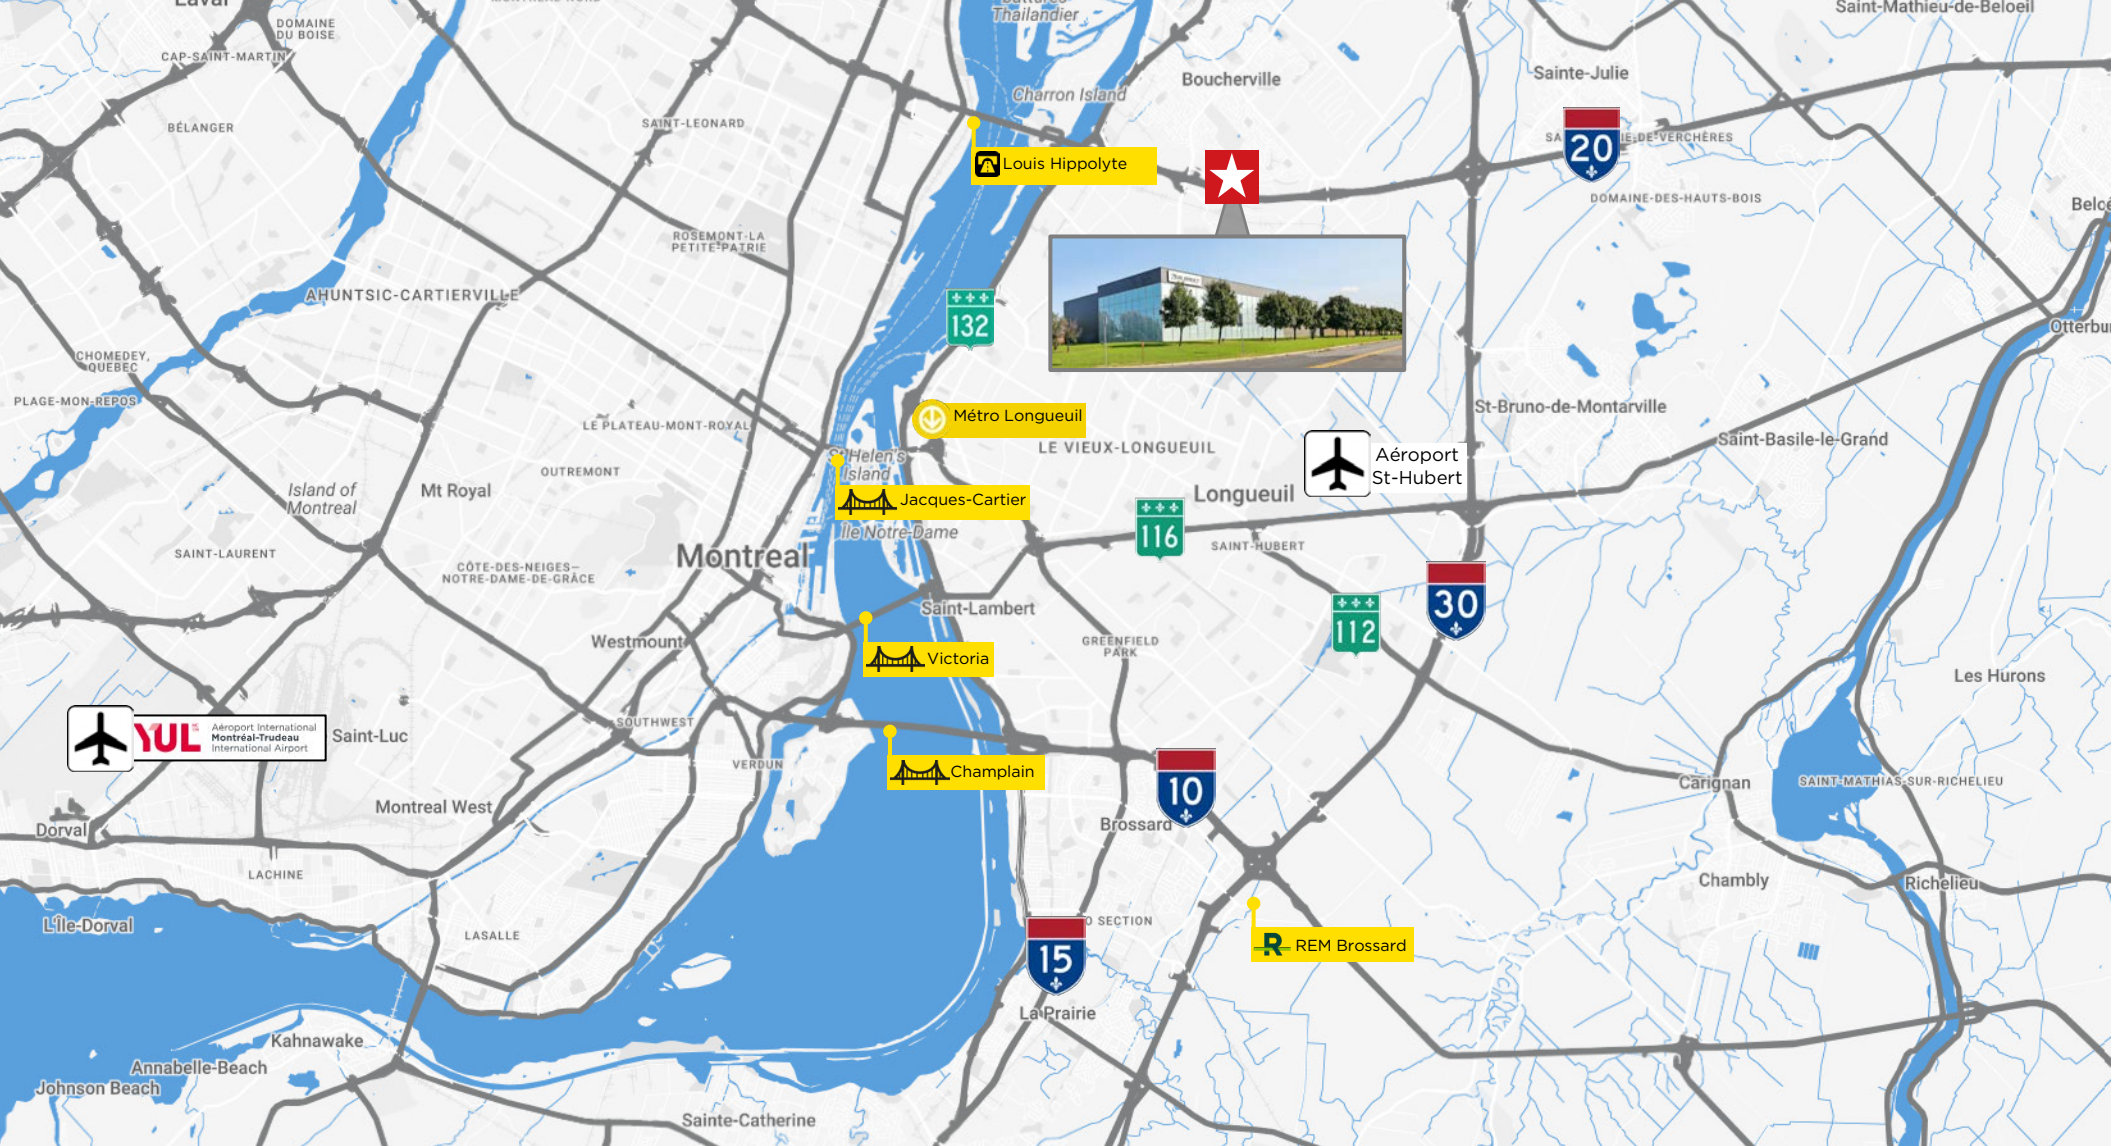 Laval
DOMAINE
DU BOISE
Thailandier
Saint-Mathieu-de-Beloeil
CAP-SAINT-MARTIN
Boucherville
Sainte-Julie
Charron Island
BÉLANGER
SAINT-LEONARD
Louis Hippolyte
20
IE-DE-VERCHÈRES
DOMAINE-DES-HAUTS-BOIS
ROSEMONT-LA
PETITE-PATRIE
AHUNTSIC-CARTIERVILLE
132
CHOMEDEY,
QUEBEC
PLAGE-MON-REPOS
LE PLATEAU-MONT-ROYAL
Métro Longueuil
St-Bruno-de-Montarville
LE VIEUX-LONGUEUIL
Saint-Basile-le-Grand
Aéroport
St-Hubert
St Helen's
Island
OUTREMONT
Mt Royal
Island of
Montreal
Jacques-Cartier
Longueuil
Île Notre-Dame
116
SAINT-HUBERT
SAINT-LAURENT
Montreal
CÔTE-DES-NEIGES—
NOTRE-DAME-DE-GRÂCE
Saint-Lambert
30
112
Westmount
GREENFIELD
PARK
Victoria
Les Hurons
YUL
Aéroport International
Montréal-Trudeau
International Airport
Saint-Luc
SOUTHWEST
VERDUN
Champlain
10
Carignan
SAINT-MATHIAS-SUR-RICHELIEU
Montreal West
Brossard
Dorval
LACHINE
Chambly
Richelieu
L'Île-Dorval
LASALLE
O SECTION
REM Brossard
15
La Prairie
Kahnawake
Annabelle-Beach
Johnson Beach
Sainte-Catherine